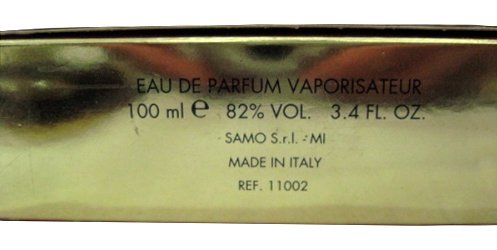 EAU DE PARFUM VAPORISATEUR
100 ml ℮ 82% VOL. 3.4 FL. OZ.
SAMO S.r.l. - MI
MADE IN ITALY
REF. 11002